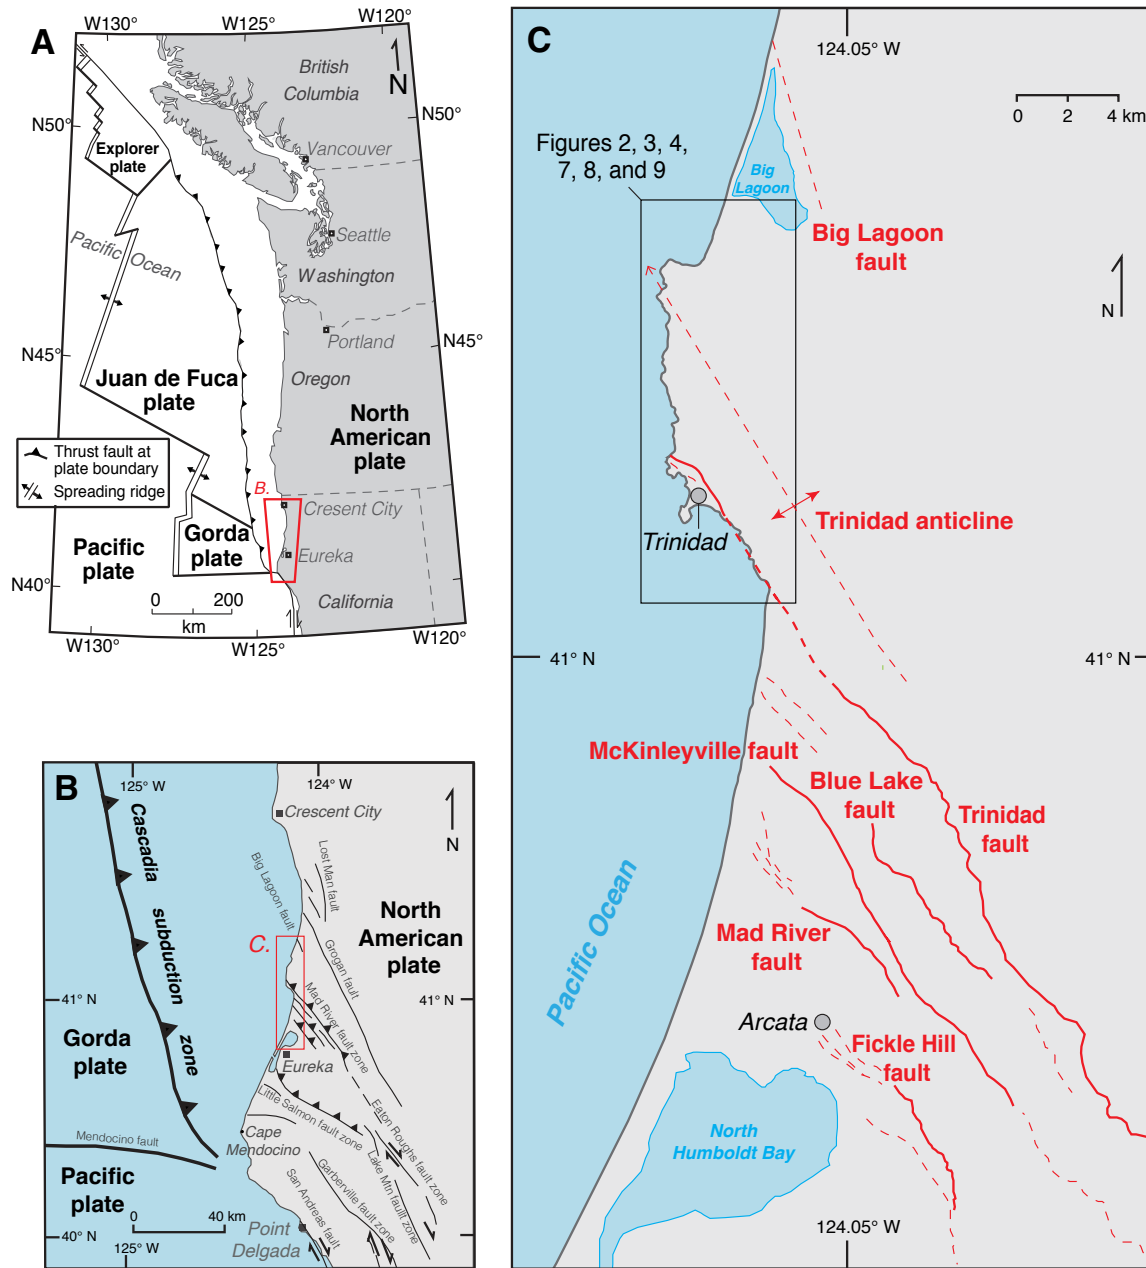 A
W130°
W125°
W120°
N
British
Columbia
N50°
N50°
Explorer
plate
Vancouver
Pacific Ocean
Seattle
Washington
Portland
N45°
N45°
Juan de Fuca
plate
Oregon
North
American
plate
Thrust fault at
plate boundary
Spreading ridge
B.
Cresent City
Gorda
plate
Eureka
Pacific
plate
N40°
California
0 200
km
W130°
W125°
W120°
B
125° W
124° W
N
Cascadia
subduction
zone
Crescent City
Lost Man fault
Big Lagoon fault
North
American
plate
C.
Grogan fault
41° N
41° N
Mad River fault zone
Gorda
plate
Eureka
Little Salmon fault zone
Eaton Roughs fault zone
Mendocino fault
Cape
Mendocino
Lake Mtn fault zone
Garberville fault zone
San Andreas fault
Pacific
plate
0 40 km
Point
Delgada
40° N
125° W
C
124.05° W
0 2 4 km
Figures 2, 3, 4,
7, 8, and 9
Big
Lagoon
Big Lagoon
fault
N
Trinidad anticline
Trinidad
41° N
41° N
McKinleyville fault
Blue Lake
fault
Trinidad
fault
Pacific Ocean
Mad River
fault
Arcata
Fickle Hill
fault
North
Humboldt Bay
124.05° W